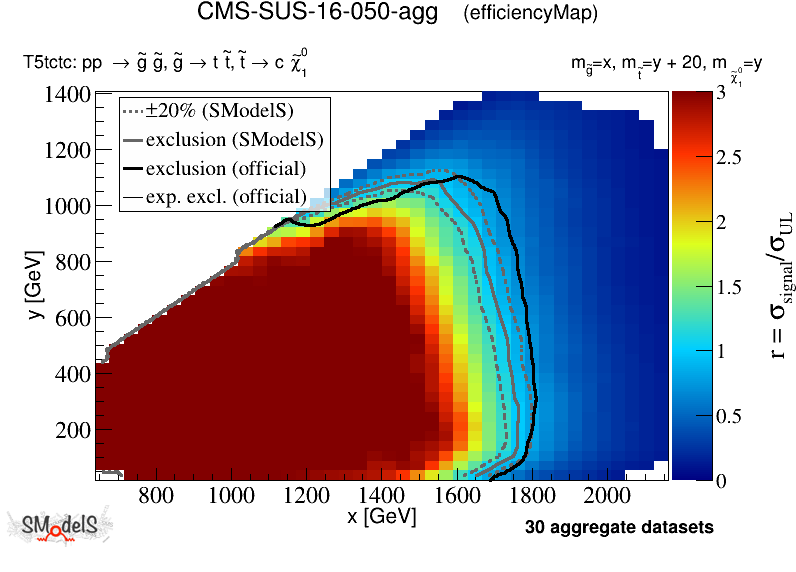 CMS-SUS-16-050-agg (efficiencyMap)
T5tctc: pp → g̃ g̃, g̃ → t t̃, t̃ → c χ̃⁰₁ m_g̃=x, m_t̃=y + 20, m_χ̃⁰₁=y
±20% (SModelS)
exclusion (SModelS)
exclusion (official)
exp. excl. (official)
1400
1200
1000
800
600
400
200
y [GeV]
800 1000 1200 1400 1600 1800 2000
x [GeV]
3
2.5
2
1.5
1
0.5
0
r = σ_signal/σ_UL
SModelS
30 aggregate datasets